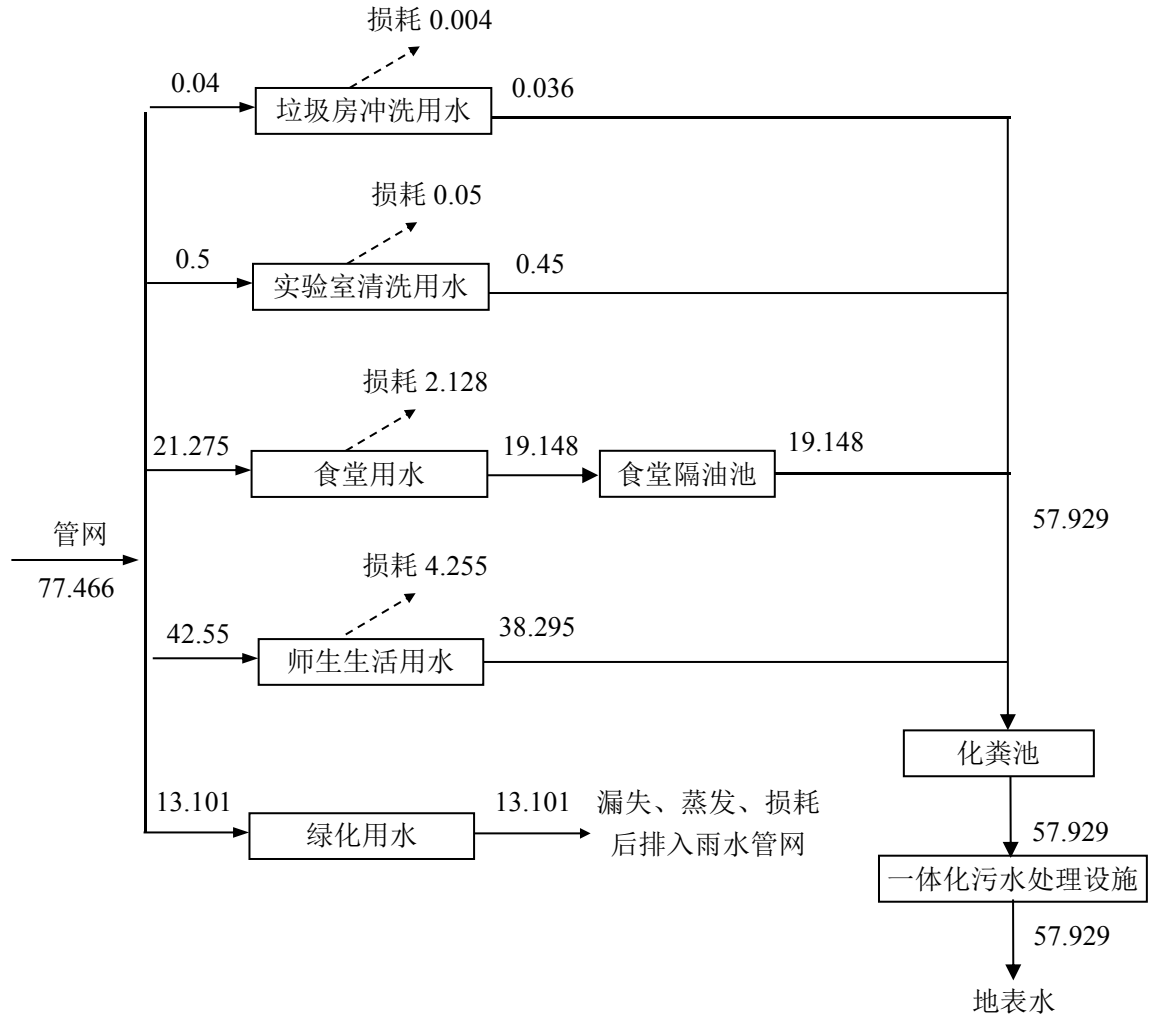 损耗 0.004
0.04
垃圾房冲洗用水
0.036
损耗 0.05
0.5
实验室清洗用水
0.45
损耗 2.128
21.275
食堂用水
19.148
食堂隔油池
19.148
57.929
管网
77.466
损耗 4.255
42.55
师生生活用水
38.295
化粪池
13.101
绿化用水
13.101
漏失、蒸发、损耗
后排入雨水管网
57.929
一体化污水处理设施
57.929
地表水